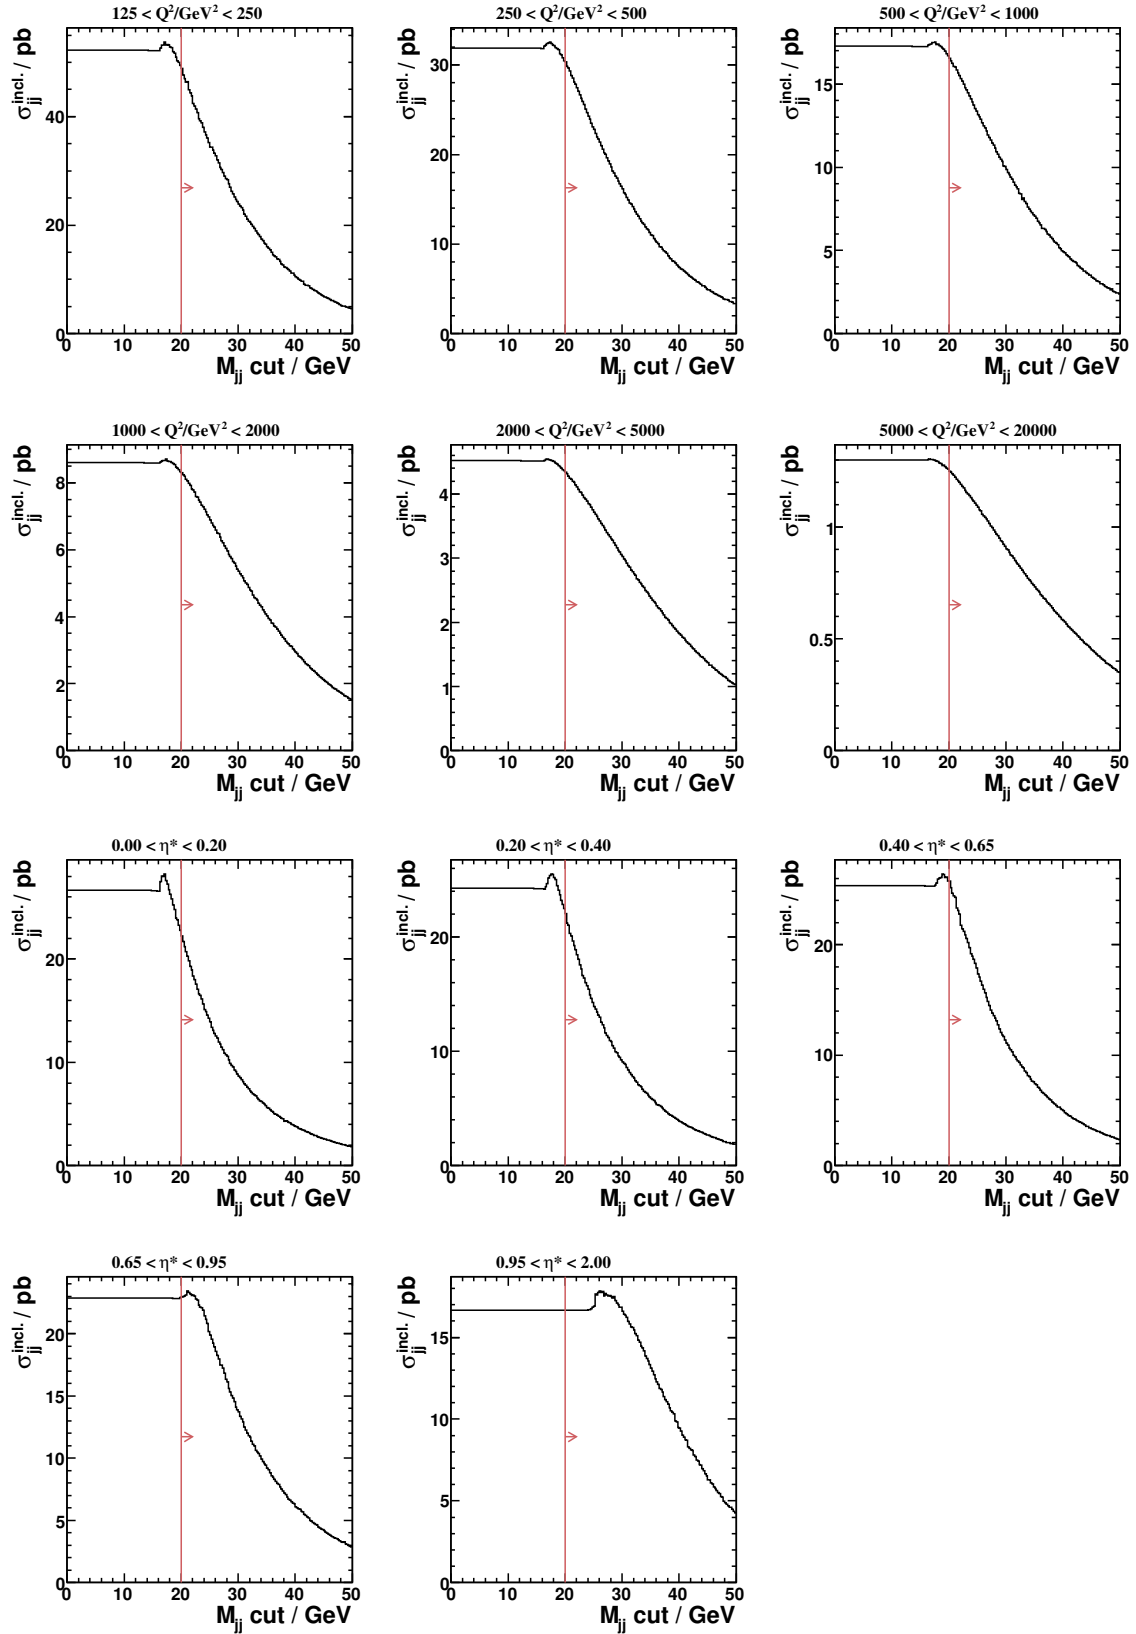 125 < Q²/GeV² < 250
σ_jj^incl. / pb
40
20
0
0 10 20 30 40 50
M_jj cut / GeV
250 < Q²/GeV² < 500
σ_jj^incl. / pb
30
20
10
0
0 10 20 30 40 50
M_jj cut / GeV
500 < Q²/GeV² < 1000
σ_jj^incl. / pb
15
10
5
0
0 10 20 30 40 50
M_jj cut / GeV
1000 < Q²/GeV² < 2000
σ_jj^incl. / pb
8
6
4
2
0
0 10 20 30 40 50
M_jj cut / GeV
2000 < Q²/GeV² < 5000
σ_jj^incl. / pb
4
3
2
1
0
0 10 20 30 40 50
M_jj cut / GeV
5000 < Q²/GeV² < 20000
σ_jj^incl. / pb
1
0.5
0
0 10 20 30 40 50
M_jj cut / GeV
0.00 < η* < 0.20
σ_jj^incl. / pb
20
10
0
0 10 20 30 40 50
M_jj cut / GeV
0.20 < η* < 0.40
σ_jj^incl. / pb
20
10
0
0 10 20 30 40 50
M_jj cut / GeV
0.40 < η* < 0.65
σ_jj^incl. / pb
20
10
0
0 10 20 30 40 50
M_jj cut / GeV
0.65 < η* < 0.95
σ_jj^incl. / pb
20
15
10
5
0
0 10 20 30 40 50
M_jj cut / GeV
0.95 < η* < 2.00
σ_jj^incl. / pb
15
10
5
0
0 10 20 30 40 50
M_jj cut / GeV